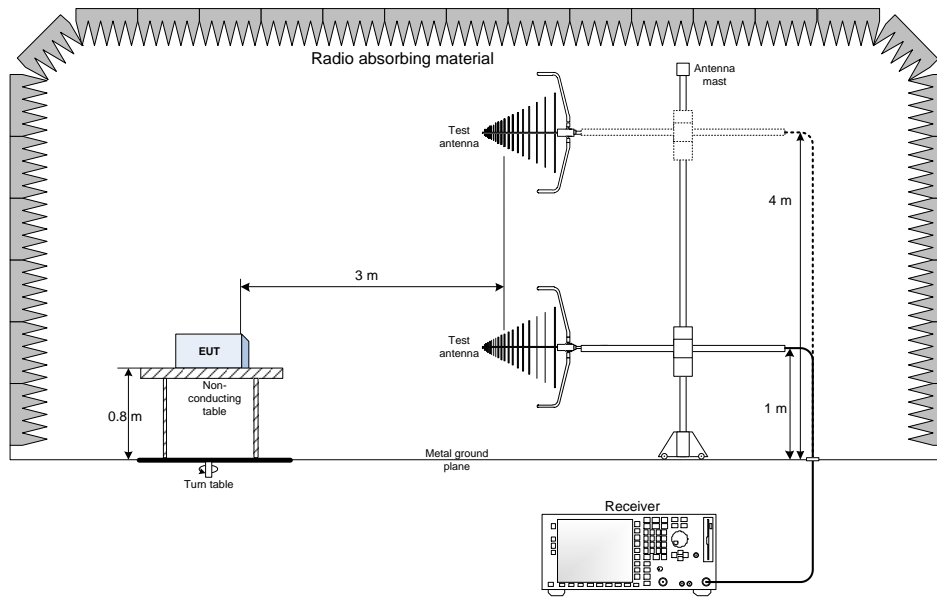 Radio absorbing material
Antenna
mast
Test
antenna
4 m
3 m
Test
antenna
EUT
Non-
conducting
table
0.8 m
1 m
Metal ground
plane
Turn table
Receiver